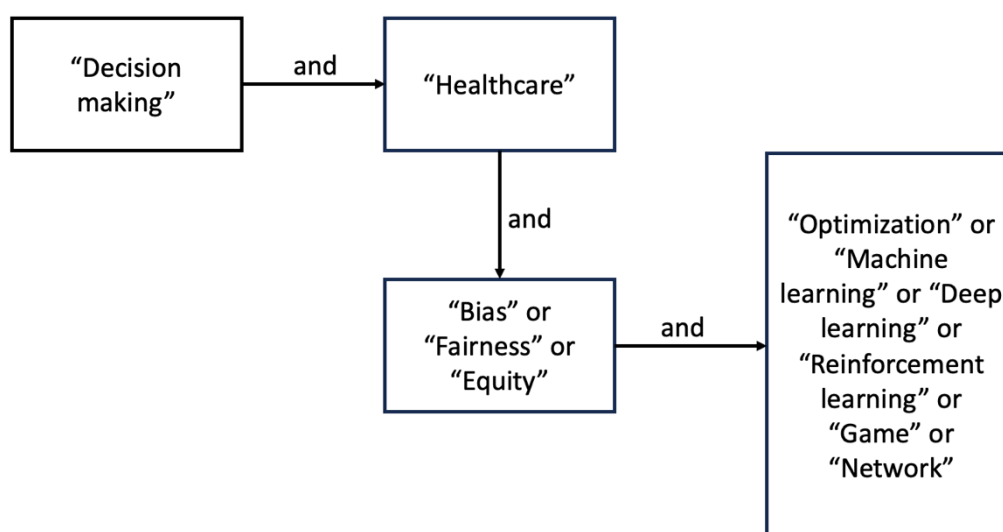 “Decision
making”
and
“Healthcare”
and
“Bias” or
“Fairness” or
“Equity”
and
“Optimization” or
“Machine
learning” or “Deep
learning” or
“Reinforcement
learning” or
“Game” or
“Network”